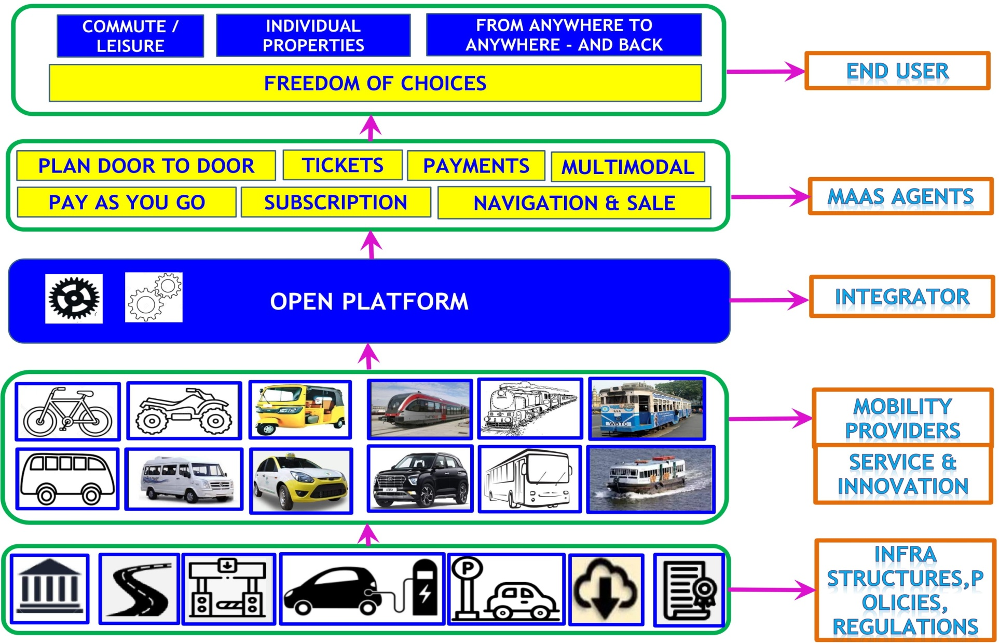 COMMUTE /
LEISURE
INDIVIDUAL
PROPERTIES
FROM ANYWHERE TO
ANYWHERE - AND BACK
FREEDOM OF CHOICES
END USER
PLAN DOOR TO DOOR
TICKETS
PAYMENTS
MULTIMODAL
PAY AS YOU GO
SUBSCRIPTION
NAVIGATION & SALE
MAAS AGENTS
OPEN PLATFORM
INTEGRATOR
WBTC
MOBILITY
PROVIDERS
SERVICE &
INNOVATION
P
INFRA
STRUCTURES,P
OLICIES,
REGULATIONS